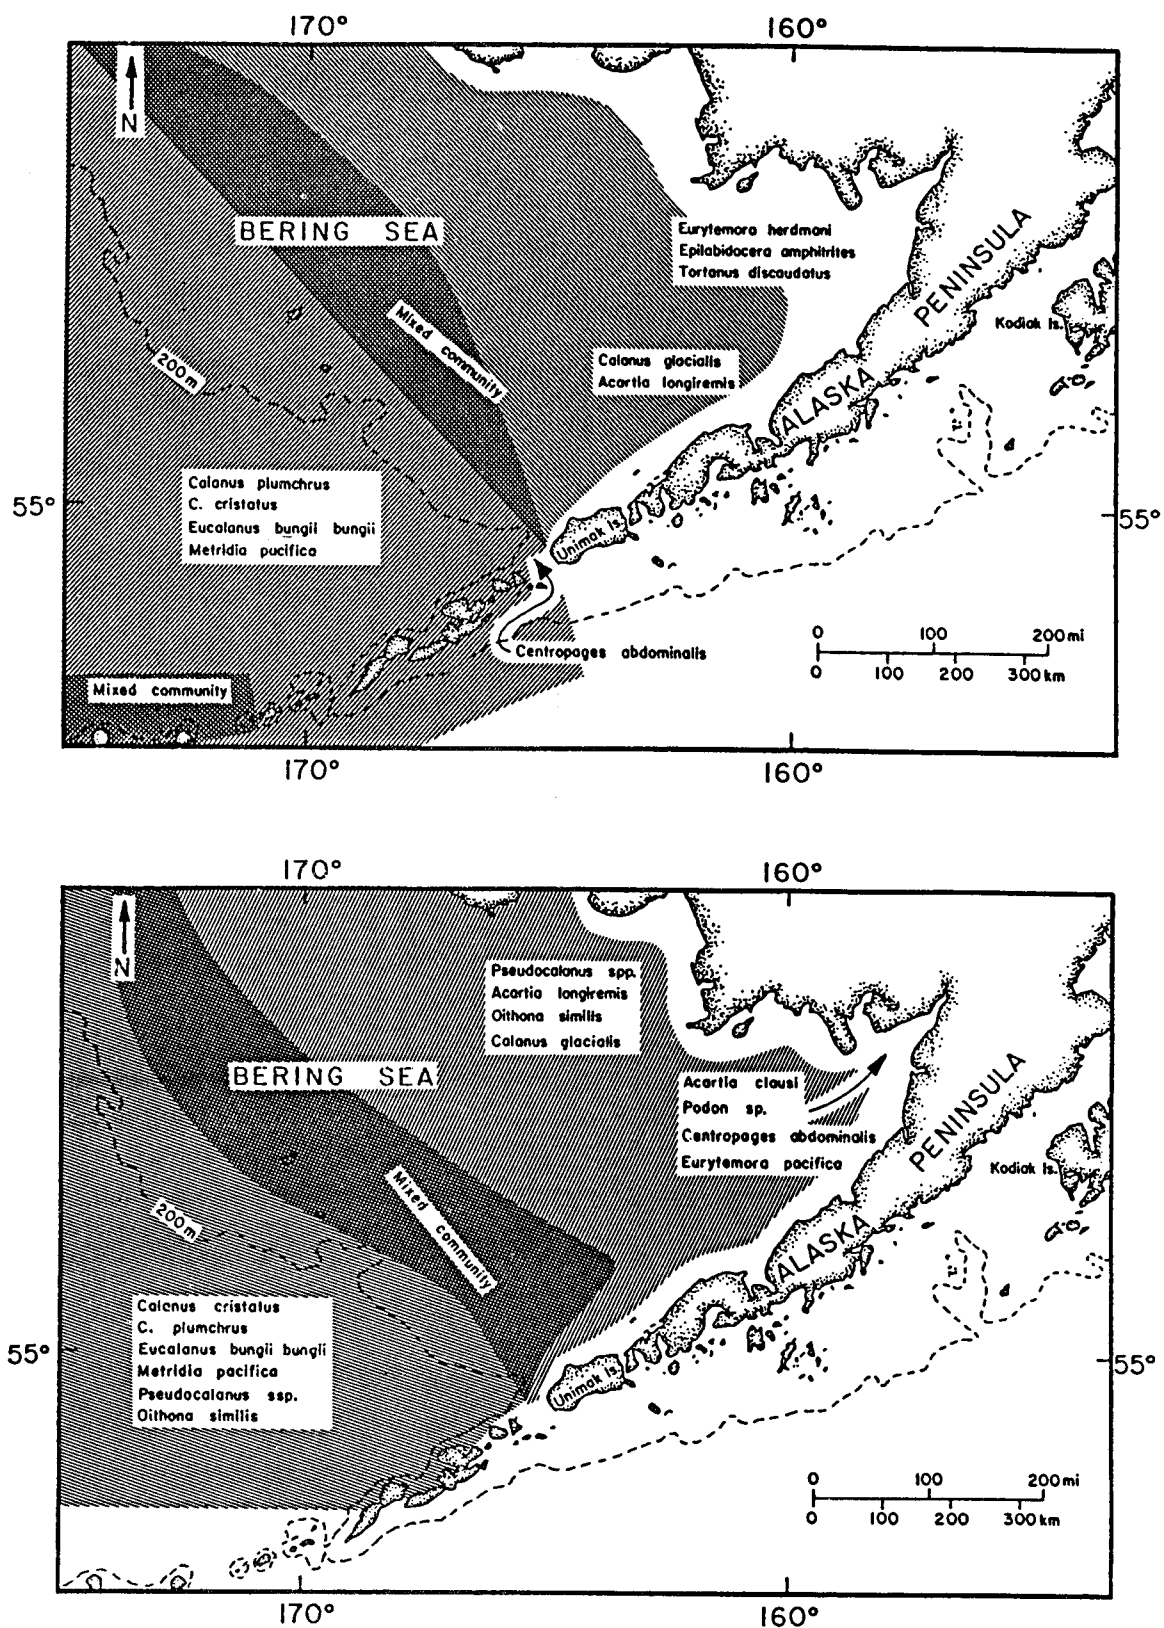 170° 160°
N
BERING SEA
Eurytemora herdmani
Epilabidocera amphitrites
Tortanus discaudatus
PENINSULA
Kodiak Is.
Mixed community
200m
Calanus glacialis
Acartia longiremis
ALASKA
Calanus plumchrus
C. cristatus
Eucalanus bungii bungii
Metridia pucifica
55° 55°
Unimak Is.
Centropages abdominalis
0 100 200 mi
0 100 200 300 km
Mixed community
170° 160°
170° 160°
N
Pseudocalanus spp.
Acartia longiremis
Oithona similis
Calanus glacialis
BERING SEA
Acartia clausi
Podon sp.
Centropages abdominalis
Eurytemora pacifica
PENINSULA
Kodiak Is.
Mixed community
200m
ALASKA
Calanus cristatus
C. plumchrus
Eucalanus bungii bungii
Metridia pacifica
Pseudocalanus ssp.
Oithona similis
55° 55°
Unimak Is.
0 100 200 mi
0 100 200 300 km
170° 160°